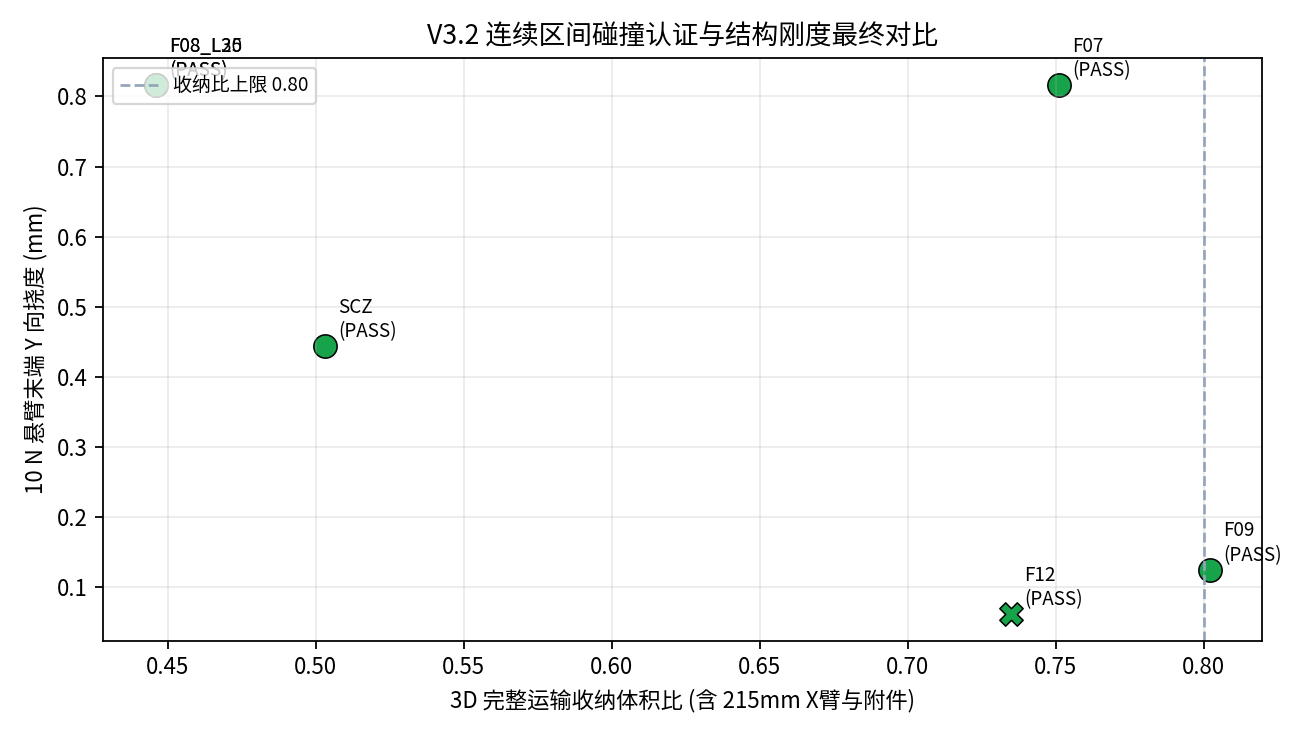 V3.2 连续区间碰撞认证与结构刚度最终对比
(PASS)
收纳比上限 0.80
F07
(PASS)
SCZ
(PASS)
F09
(PASS)
F12
(PASS)
10 N 悬臂末端 Y 向挠度 (mm)
0.8
0.7
0.6
0.5
0.4
0.3
0.2
0.1
0.45
0.50
0.55
0.60
0.65
0.70
0.75
0.80
3D 完整运输收纳体积比 (含 215mm X臂与附件)